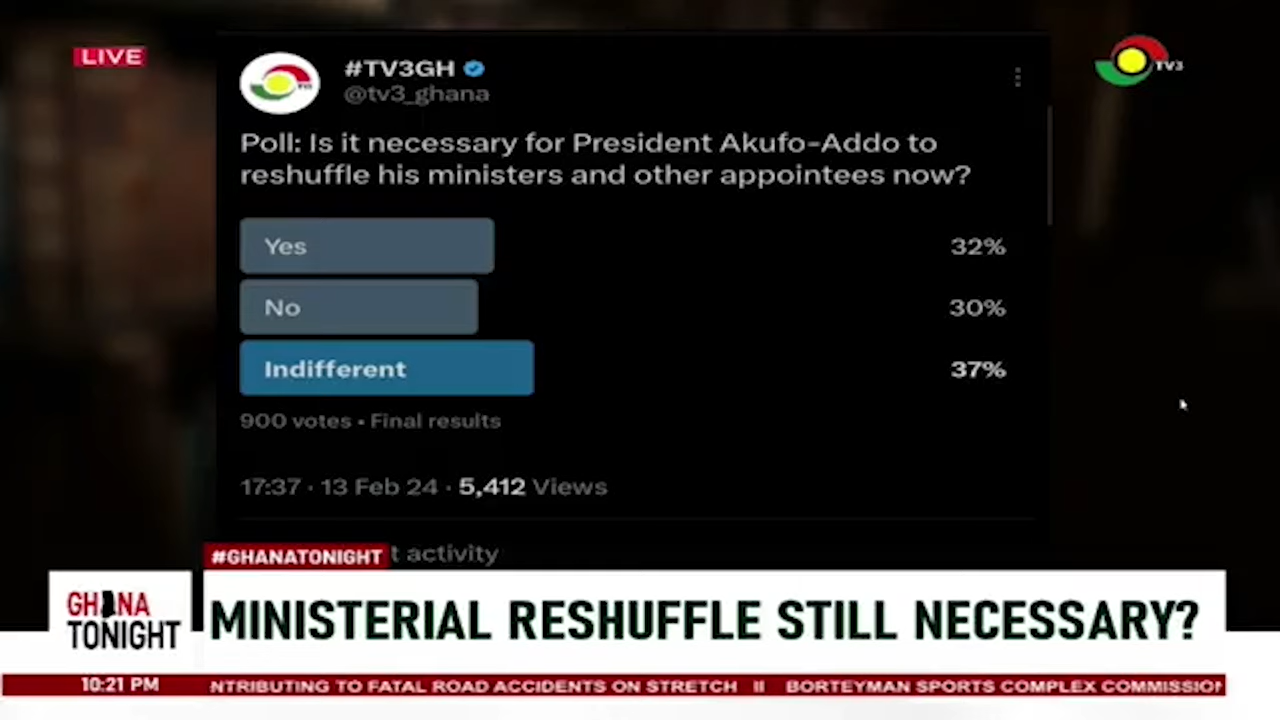 LIVE
#TV3GH
@tv3_ghana
TV3
Poll: Is it necessary for President Akufo-Addo to
reshuffle his ministers and other appointees now?
Yes 32%
No 30%
Indifferent 37%
900 votes • Final results
17:37 · 13 Feb 24 · 5,412 Views
#GHANATONIGHT t activity
GHANA
TONIGHT
MINISTERIAL RESHUFFLE STILL NECESSARY?
10:21 PM NTRIBUTING TO FATAL ROAD ACCIDENTS ON STRETCH II BORTEYMAN SPORTS COMPLEX COMMISSION